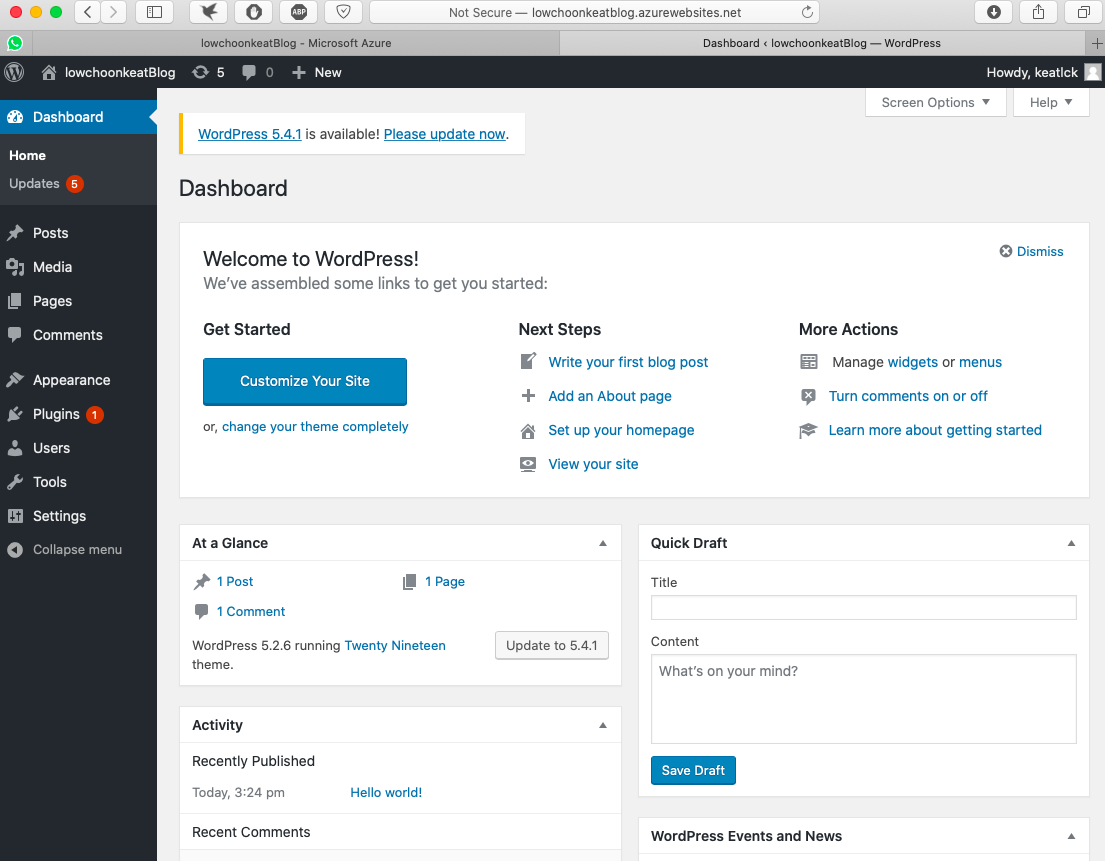 Not Secure — lowchoonkeatblog.azurewebsites.net
ABP
lowchoonkeatBlog - Microsoft Azure
Dashboard ‹ lowchoonkeatBlog — WordPress
lowchoonkeatBlog 5 0 New
Howdy, keatlck
Dashboard
Home
Updates 5
Posts
Media
Pages
Comments
Appearance
Plugins 1
Users
Tools
Settings
Collapse menu
Screen Options
Help
WordPress 5.4.1 is available! Please update now.
Dashboard
Welcome to WordPress!
We've assembled some links to get you started:
Dismiss
Get Started
Customize Your Site
or, change your theme completely
Next Steps
Write your first blog post
Add an About page
Set up your homepage
View your site
More Actions
Manage widgets or menus
Turn comments on or off
Learn more about getting started
At a Glance
1 Post
1 Page
1 Comment
WordPress 5.2.6 running Twenty Nineteen
theme.
Update to 5.4.1
Activity
Recently Published
Today, 3:24 pm
Hello world!
Recent Comments
Quick Draft
Title
Content
What's on your mind?
Save Draft
WordPress Events and News